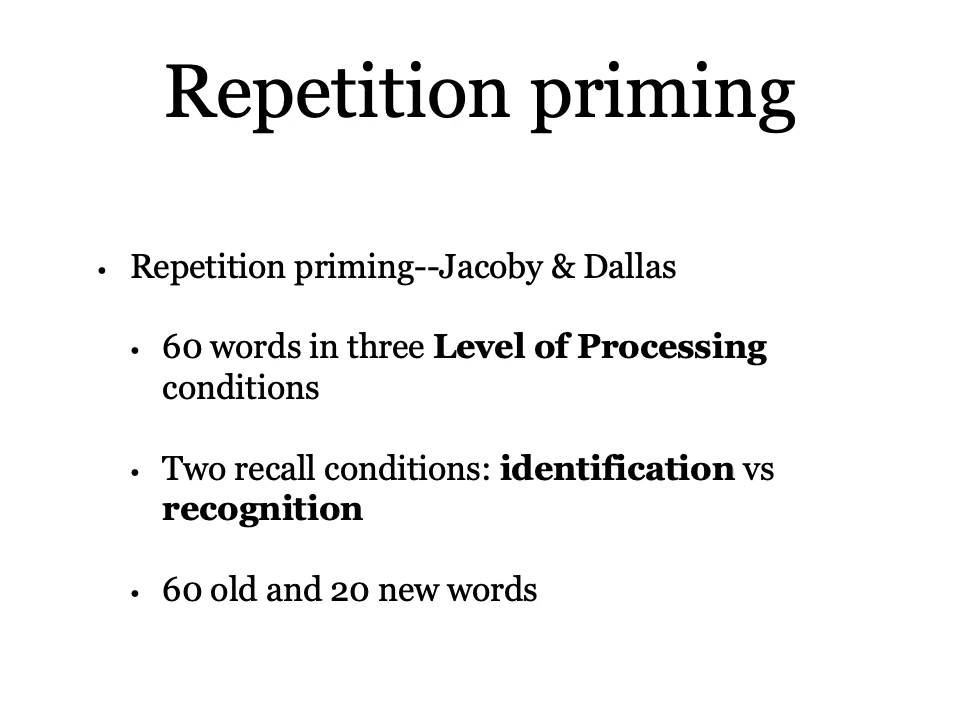 Repetition priming
• Repetition priming--Jacoby & Dallas
• 60 words in three Level of Processing
conditions
• Two recall conditions: identification vs
recognition
• 60 old and 20 new words